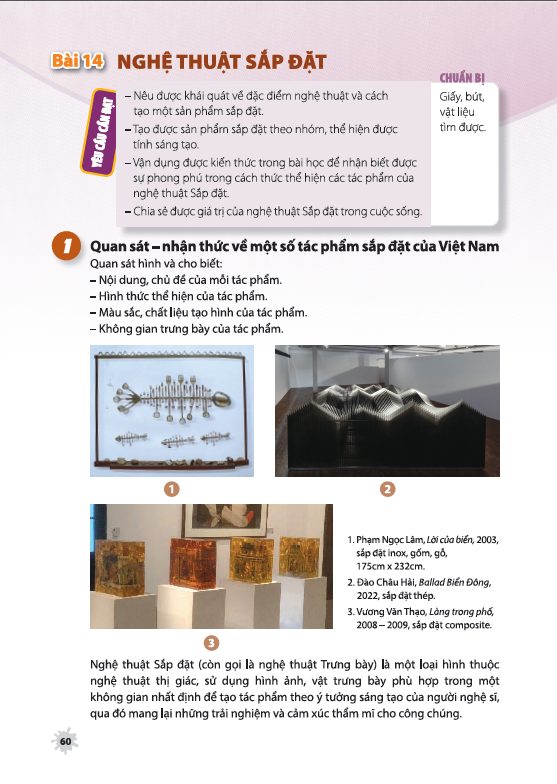 Bài 14 NGHỆ THUẬT SẮP ĐẶT
YÊU CẦU CẦN ĐẠT
– Nêu được khái quát về đặc điểm nghệ thuật và cách
tạo một sản phẩm sắp đặt.
– Tạo được sản phẩm sắp đặt theo nhóm, thể hiện được
tính sáng tạo.
– Vận dụng được kiến thức trong bài học để nhận biết được
sự phong phú trong cách thức thể hiện các tác phẩm của
nghệ thuật Sắp đặt.
– Chia sẻ được giá trị của nghệ thuật Sắp đặt trong cuộc sống.
CHUẨN BỊ
Giấy, bút,
vật liệu
tìm được.
1 Quan sát – nhận thức về một số tác phẩm sắp đặt của Việt Nam
Quan sát hình và cho biết:
– Nội dung, chủ đề của mỗi tác phẩm.
– Hình thức thể hiện của tác phẩm.
– Màu sắc, chất liệu tạo hình của tác phẩm.
– Không gian trưng bày của tác phẩm.
1
2
3
1. Phạm Ngọc Lâm, Lời của biển, 2003,
sắp đặt inox, gốm, gỗ,
175cm x 232cm.
2. Đào Châu Hải, Ballad Biển Đông,
2022, sắp đặt thép.
3. Vương Văn Thạo, Làng trong phố,
2008 – 2009, sắp đặt composite.
Nghệ thuật Sắp đặt (còn gọi là nghệ thuật Trưng bày) là một loại hình thuộc
nghệ thuật thị giác, sử dụng hình ảnh, vật trưng bày phù hợp trong một
không gian nhất định để tạo tác phẩm theo ý tưởng sáng tạo của người nghệ sĩ,
qua đó mang lại những trải nghiệm và cảm xúc thẩm mĩ cho công chúng.
60